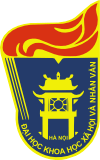 HÀ NỘI
ĐẠI HỌC KHOA HỌC XÃ HỘI VÀ NHÂN VĂN